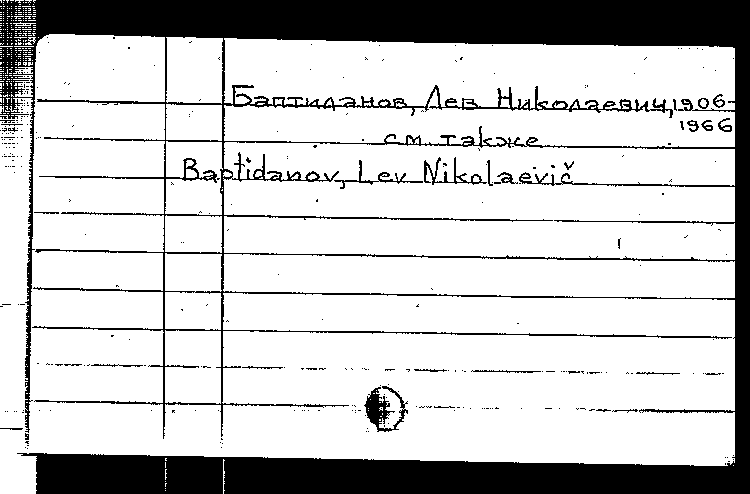 Баптиданов, Лев Николаевич, 1906-
1966
см. также
Baptidanov, Lev Nikolaevič